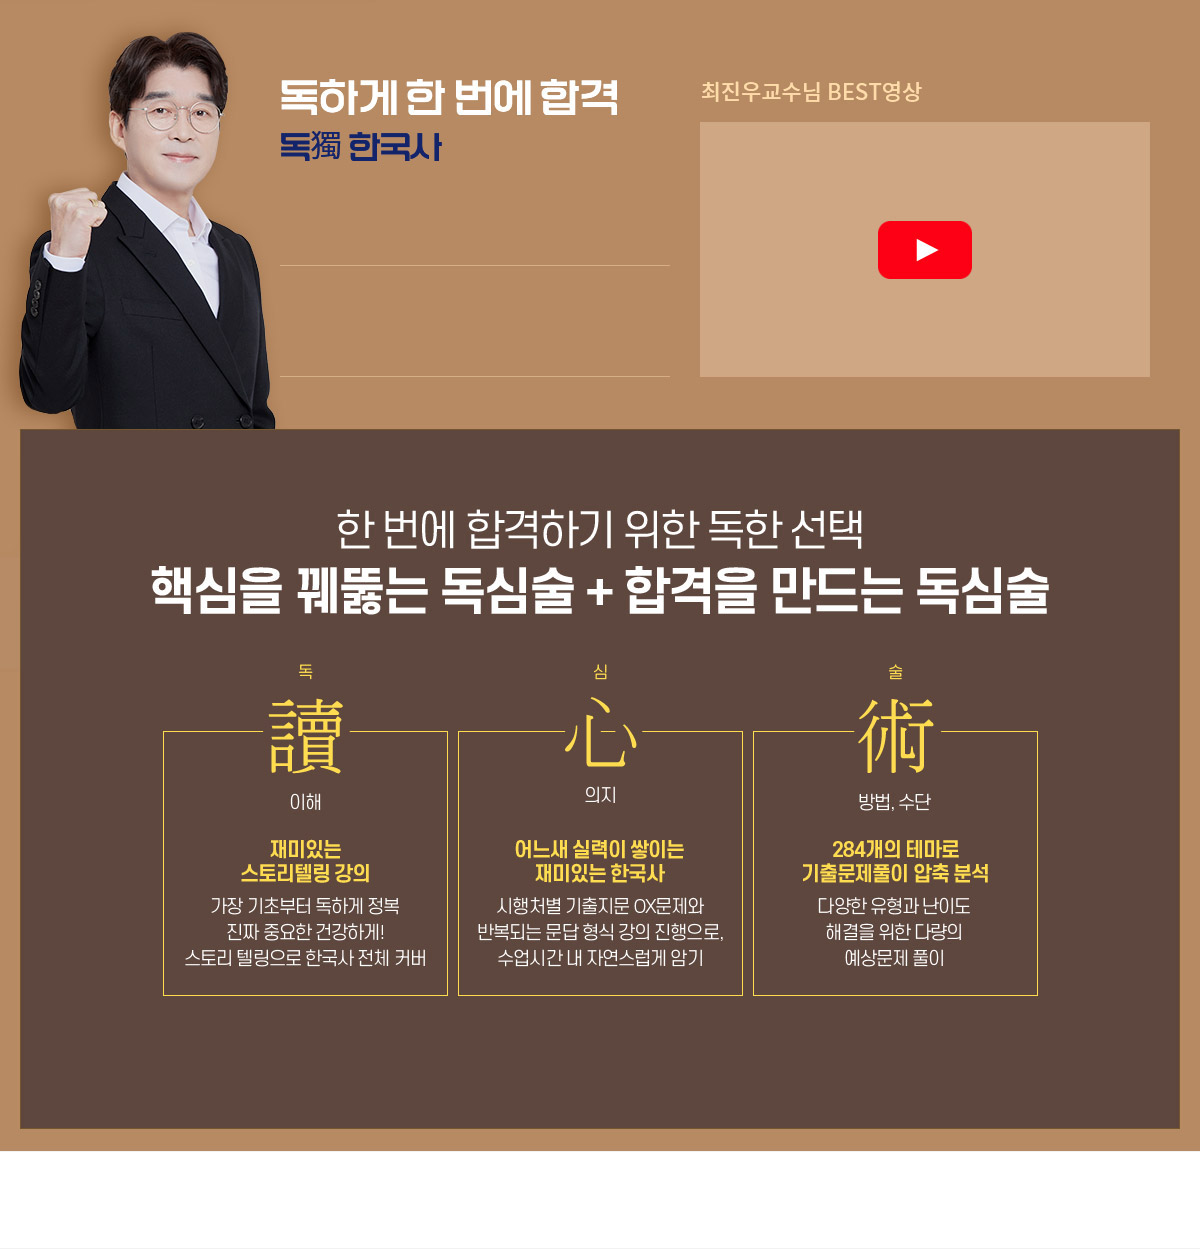 독하게 한 번에 합격
독獨 한국사
최진우교수님 BEST영상
한 번에 합격하기 위한 독한 선택
핵심을 꿰뚫는 독심술 + 합격을 만드는 독심술
독
讀
이해
재미있는
스토리텔링 강의
가장 기초부터 독하게 정복
진짜 중요한 건강하게!
스토리 텔링으로 한국사 전체 커버
심
心
의지
어느새 실력이 쌓이는
재미있는 한국사
시행처별 기출지문 OX문제와
반복되는 문답 형식 강의 진행으로,
수업시간 내 자연스럽게 암기
술
術
방법, 수단
284개의 테마로
기출문제풀이 압축 분석
다양한 유형과 난이도
해결을 위한 다량의
예상문제 풀이